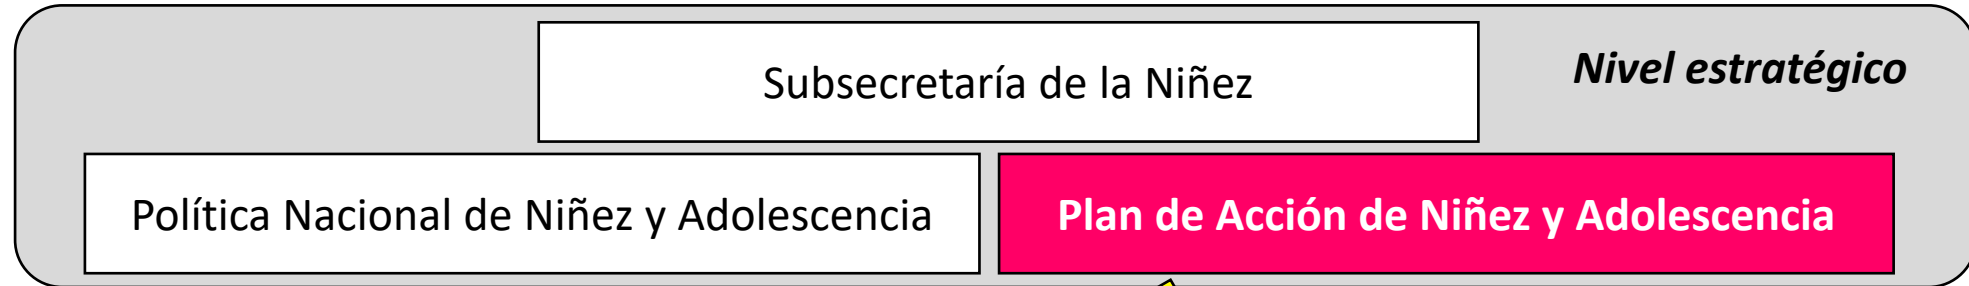 Subsecretaría de la Niñez
Nivel estratégico
Política Nacional de Niñez y Adolescencia
Plan de Acción de Niñez y Adolescencia